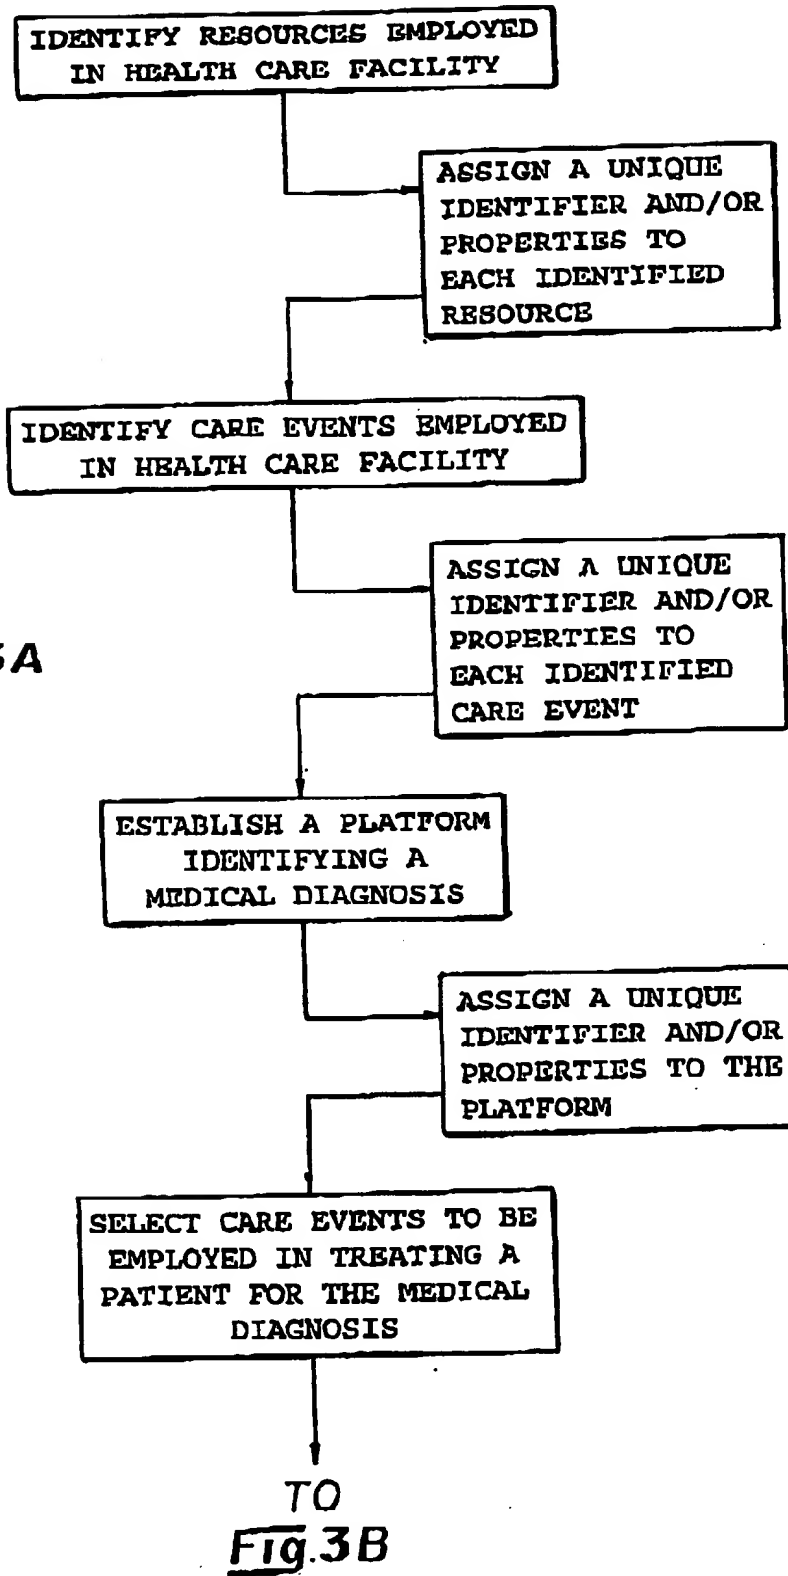 IDENTIFY RESOURCES EMPLOYED
IN HEALTH CARE FACILITY
ASSIGN A UNIQUE
IDENTIFIER AND/OR
PROPERTIES TO
EACH IDENTIFIED
RESOURCE
IDENTIFY CARE EVENTS EMPLOYED
IN HEALTH CARE FACILITY
ASSIGN A UNIQUE
IDENTIFIER AND/OR
PROPERTIES TO
EACH IDENTIFIED
CARE EVENT
3A
ESTABLISH A PLATFORM
IDENTIFYING A
MEDICAL DIAGNOSIS
ASSIGN A UNIQUE
IDENTIFIER AND/OR
PROPERTIES TO THE
PLATFORM
SELECT CARE EVENTS TO BE
EMPLOYED IN TREATING A
PATIENT FOR THE MEDICAL
DIAGNOSIS
TO
Fig.3B